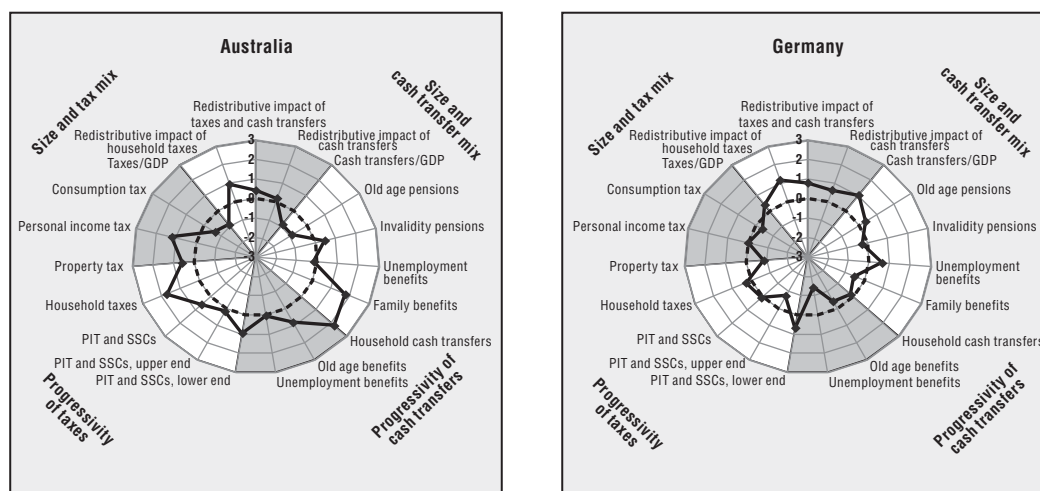 Australia
Size and tax mix
Size and
cash transfer mix
Redistributive impact of
taxes and cash transfers
Redistributive impact of
cash transfers
Cash transfers/GDP
Old age pensions
Invalidity pensions
Unemployment
benefits
Family benefits
Household cash transfers
Old age benefits
Unemployment benefits
PIT and SSCs, lower end
PIT and SSCs, upper end
PIT and SSCs
Household taxes
Property tax
Personal income tax
Consumption tax
Taxes/GDP
Redistributive impact of
household taxes
3
2
1
0
-1
-2
-3
Progressivity
of taxes
Progressivity of
cash transfers
Germany
Size and tax mix
Size and
cash transfer mix
Redistributive impact of
taxes and cash transfers
Redistributive impact of
cash transfers
Cash transfers/GDP
Old age pensions
Invalidity pensions
Unemployment
benefits
Family benefits
Household cash transfers
Old age benefits
Unemployment benefits
PIT and SSCs, lower end
PIT and SSCs, upper end
PIT and SSCs
Household taxes
Property tax
Personal income tax
Consumption tax
Taxes/GDP
Redistributive impact of
household taxes
3
2
1
0
-1
-2
-3
Progressivity
of taxes
Progressivity of
cash transfers